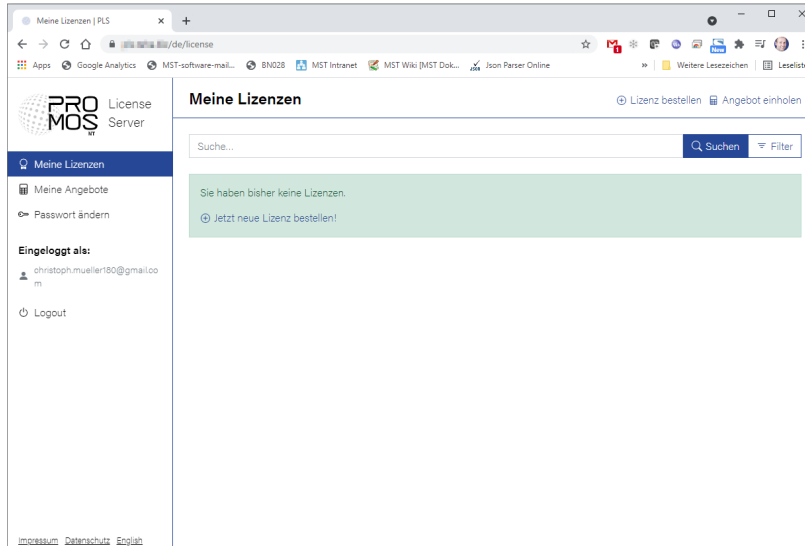 Meine Lizenzen | PLS
/de/license
Apps Google Analytics MST-software-mail... BN028 MST Intranet MST Wiki [MST Dok... Json Parser Online » Weitere Lesezeichen Leseliste
PROMOS NT License Server
Meine Lizenzen
Lizenz bestellen Angebot einholen
Suche... Suchen Filter
Meine Lizenzen
Meine Angebote
Passwort ändern
Sie haben bisher keine Lizenzen.
Jetzt neue Lizenz bestellen!
Eingeloggt als:
christoph.mueller180@gmail.co
m
Logout
Impressum Datenschutz English